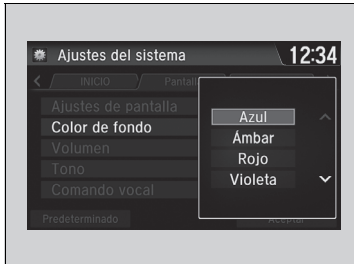 Ajustes del sistema
12:34
INICIO
Pantall
Ajustes de pantalla
Color de fondo
Volumen
Tono
Comando vocal
Predeterminado
Aceptar
Azul
Ámbar
Rojo
Violeta